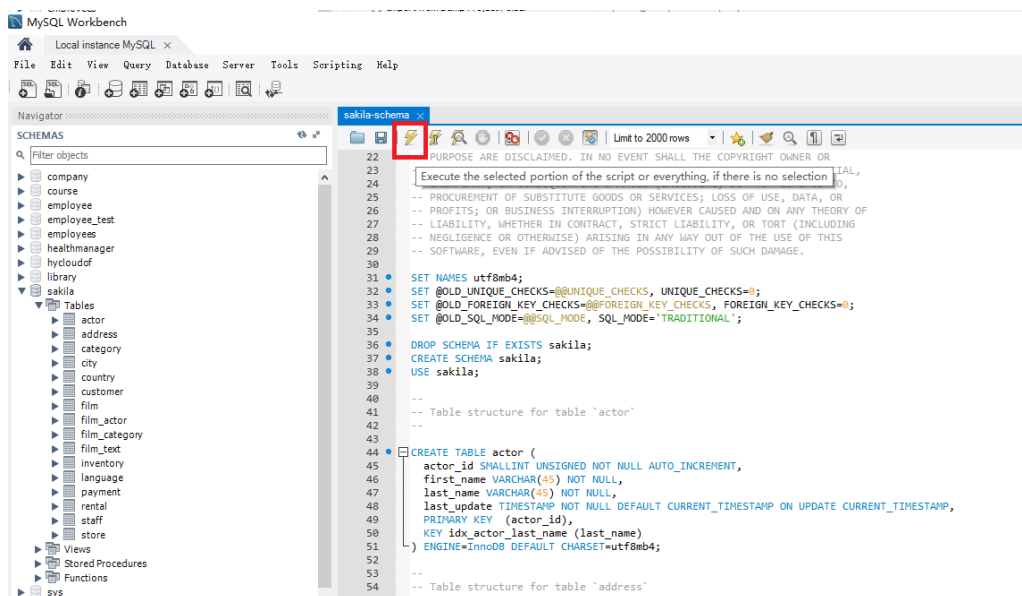 MySQL Workbench
Local instance MySQL ×
File Edit View Query Database Server Tools Scripting Help
Navigator
SCHEMAS
Filter objects
company
course
employee
employee_test
employees
healthmanager
hycloudof
library
sakila
Tables
actor
address
category
city
country
customer
film
film_actor
film_category
film_text
inventory
language
payment
rental
staff
store
Views
Stored Procedures
Functions
sys
sakila-schema ×
Limit to 2000 rows
22 PURPOSE ARE DISCLAIMED. IN NO EVENT SHALL THE COPYRIGHT OWNER OR
23
Execute the selected portion of the script or everything, if there is no selection
24
25 -- PROCUREMENT OF SUBSTITUTE GOODS OR SERVICES; LOSS OF USE, DATA, OR
26 -- PROFITS; OR BUSINESS INTERRUPTION) HOWEVER CAUSED AND ON ANY THEORY OF
27 -- LIABILITY, WHETHER IN CONTRACT, STRICT LIABILITY, OR TORT (INCLUDING
28 -- NEGLIGENCE OR OTHERWISE) ARISING IN ANY WAY OUT OF THE USE OF THIS
29 -- SOFTWARE, EVEN IF ADVISED OF THE POSSIBILITY OF SUCH DAMAGE.
30
31 SET NAMES utf8mb4;
32 SET @OLD_UNIQUE_CHECKS=@@UNIQUE_CHECKS, UNIQUE_CHECKS=0;
33 SET @OLD_FOREIGN_KEY_CHECKS=@@FOREIGN_KEY_CHECKS, FOREIGN_KEY_CHECKS=0;
34 SET @OLD_SQL_MODE=@@SQL_MODE, SQL_MODE='TRADITIONAL';
35
36 DROP SCHEMA IF EXISTS sakila;
37 CREATE SCHEMA sakila;
38 USE sakila;
39
40 --
41 -- Table structure for table `actor`
42 --
43
44 CREATE TABLE actor (
45 actor_id SMALLINT UNSIGNED NOT NULL AUTO_INCREMENT,
46 first_name VARCHAR(45) NOT NULL,
47 last_name VARCHAR(45) NOT NULL,
48 last_update TIMESTAMP NOT NULL DEFAULT CURRENT_TIMESTAMP ON UPDATE CURRENT_TIMESTAMP,
49 PRIMARY KEY (actor_id),
50 KEY idx_actor_last_name (last_name)
51 ) ENGINE=InnoDB DEFAULT CHARSET=utf8mb4;
52
53 --
54 -- Table structure for table `address`